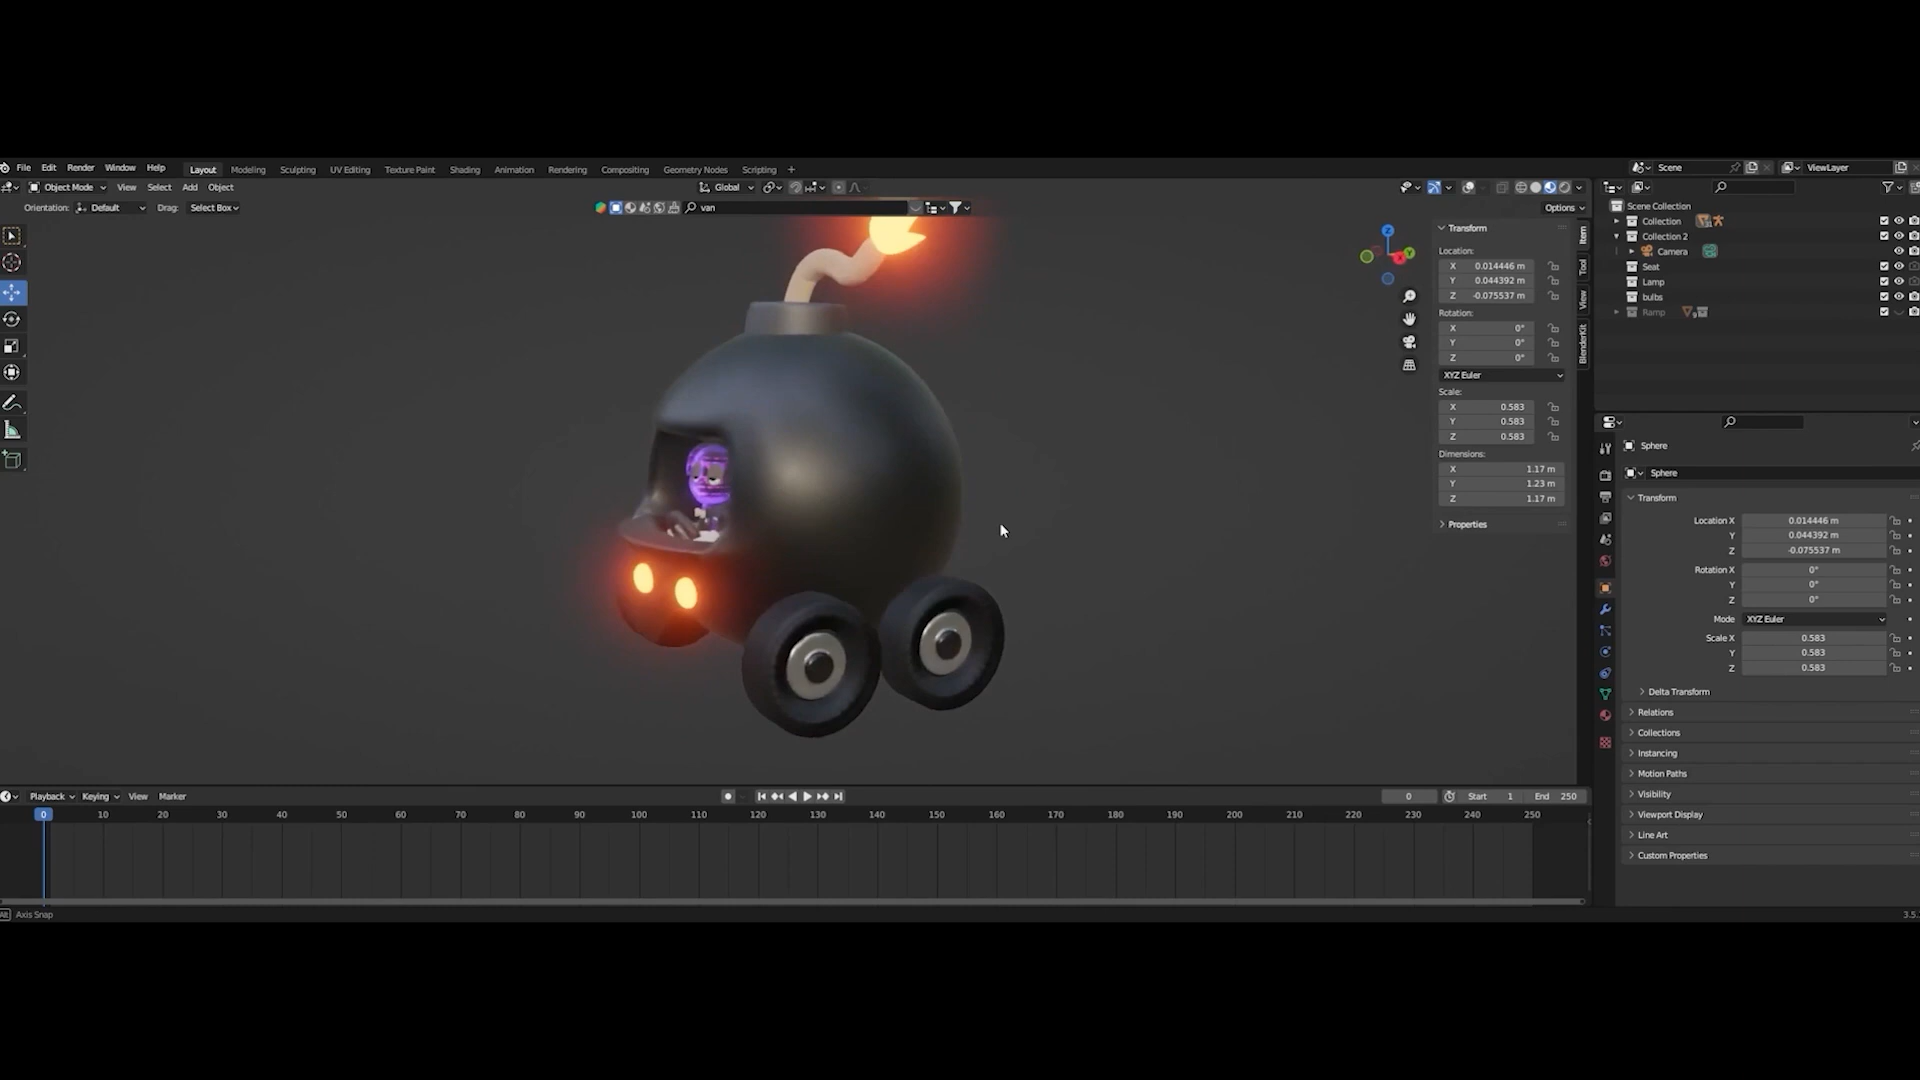 File Edit Render Window Help Layout Modeling Sculpting UV Editing Texture Paint Shading Animation Rendering Compositing Geometry Nodes Scripting +
Scene ViewLayer
Object Mode View Select Add Object Global
Orientation: Default Drag: Select Box van Options
Transform
Location:
X 0.014446 m
Y 0.044392 m
Z -0.075537 m
Rotation:
X 0°
Y 0°
Z 0°
XYZ Euler
Scale:
X 0.583
Y 0.583
Z 0.583
Dimensions:
X 1.17 m
Y 1.23 m
Z 1.17 m
Properties
Item
Tool
View
BlenderKit
Z
Y
X
Scene Collection
Collection
Collection 2
Camera
Seat
Lamp
bulbs
Ramp
Sphere
Sphere
Transform
Location X 0.014446 m
Y 0.044392 m
Z -0.075537 m
Rotation X 0°
Y 0°
Z 0°
Mode XYZ Euler
Scale X 0.583
Y 0.583
Z 0.583
Delta Transform
Relations
Collections
Instancing
Motion Paths
Visibility
Viewport Display
Line Art
Custom Properties
Playback Keying View Marker 0 Start 1 End 250
0 10 20 30 40 50 60 70 80 90 100 110 120 130 140 150 160 170 180 190 200 210 220 230 240 250
Alt Axis Snap
3.5.